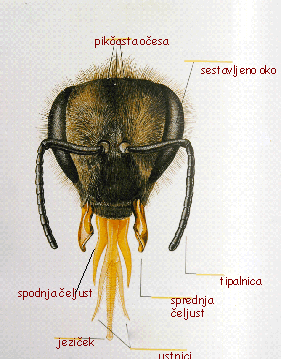 pikčasta očesa
sestavljeno oko
tipalnica
spodnja čeljust
sprednja
čeljust
jeziček
ustnici